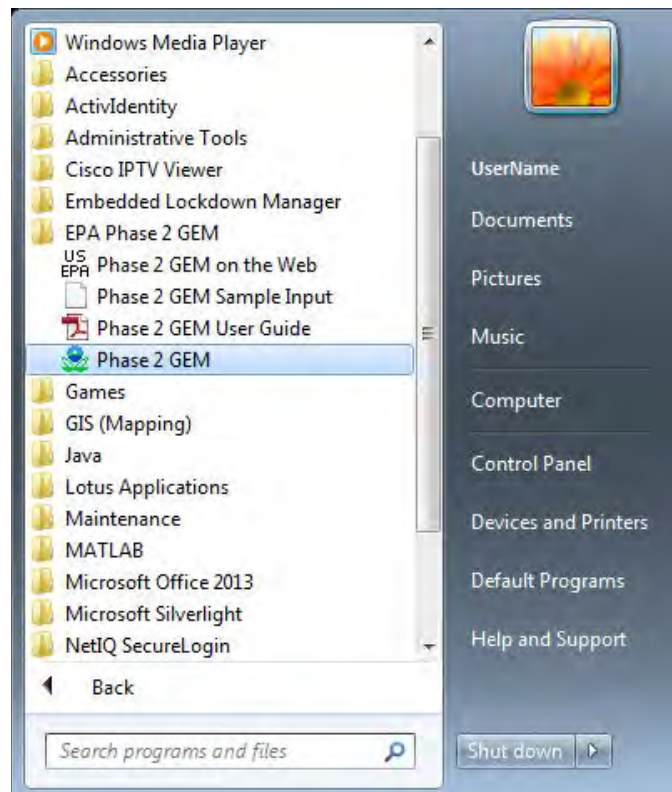 Windows Media Player
Accessories
ActivIdentity
Administrative Tools
Cisco IPTV Viewer
Embedded Lockdown Manager
EPA Phase 2 GEM
US
EPA Phase 2 GEM on the Web
Phase 2 GEM Sample Input
Phase 2 GEM User Guide
Phase 2 GEM
Games
GIS (Mapping)
Java
Lotus Applications
Maintenance
MATLAB
Microsoft Office 2013
Microsoft Silverlight
NetIQ SecureLogin
Back
Search programs and files
UserName
Documents
Pictures
Music
Computer
Control Panel
Devices and Printers
Default Programs
Help and Support
Shut down